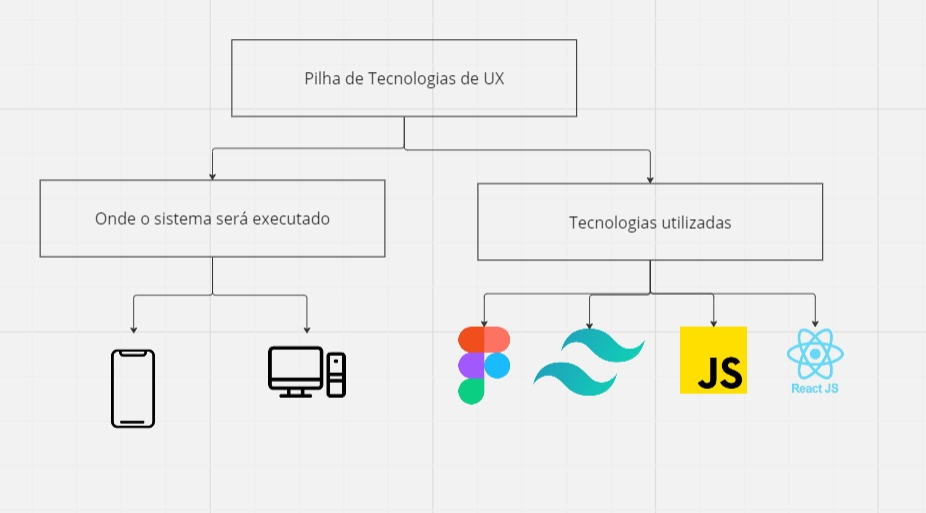 Pilha de Tecnologias de UX
Onde o sistema será executado
Tecnologias utilizadas
JS
React JS